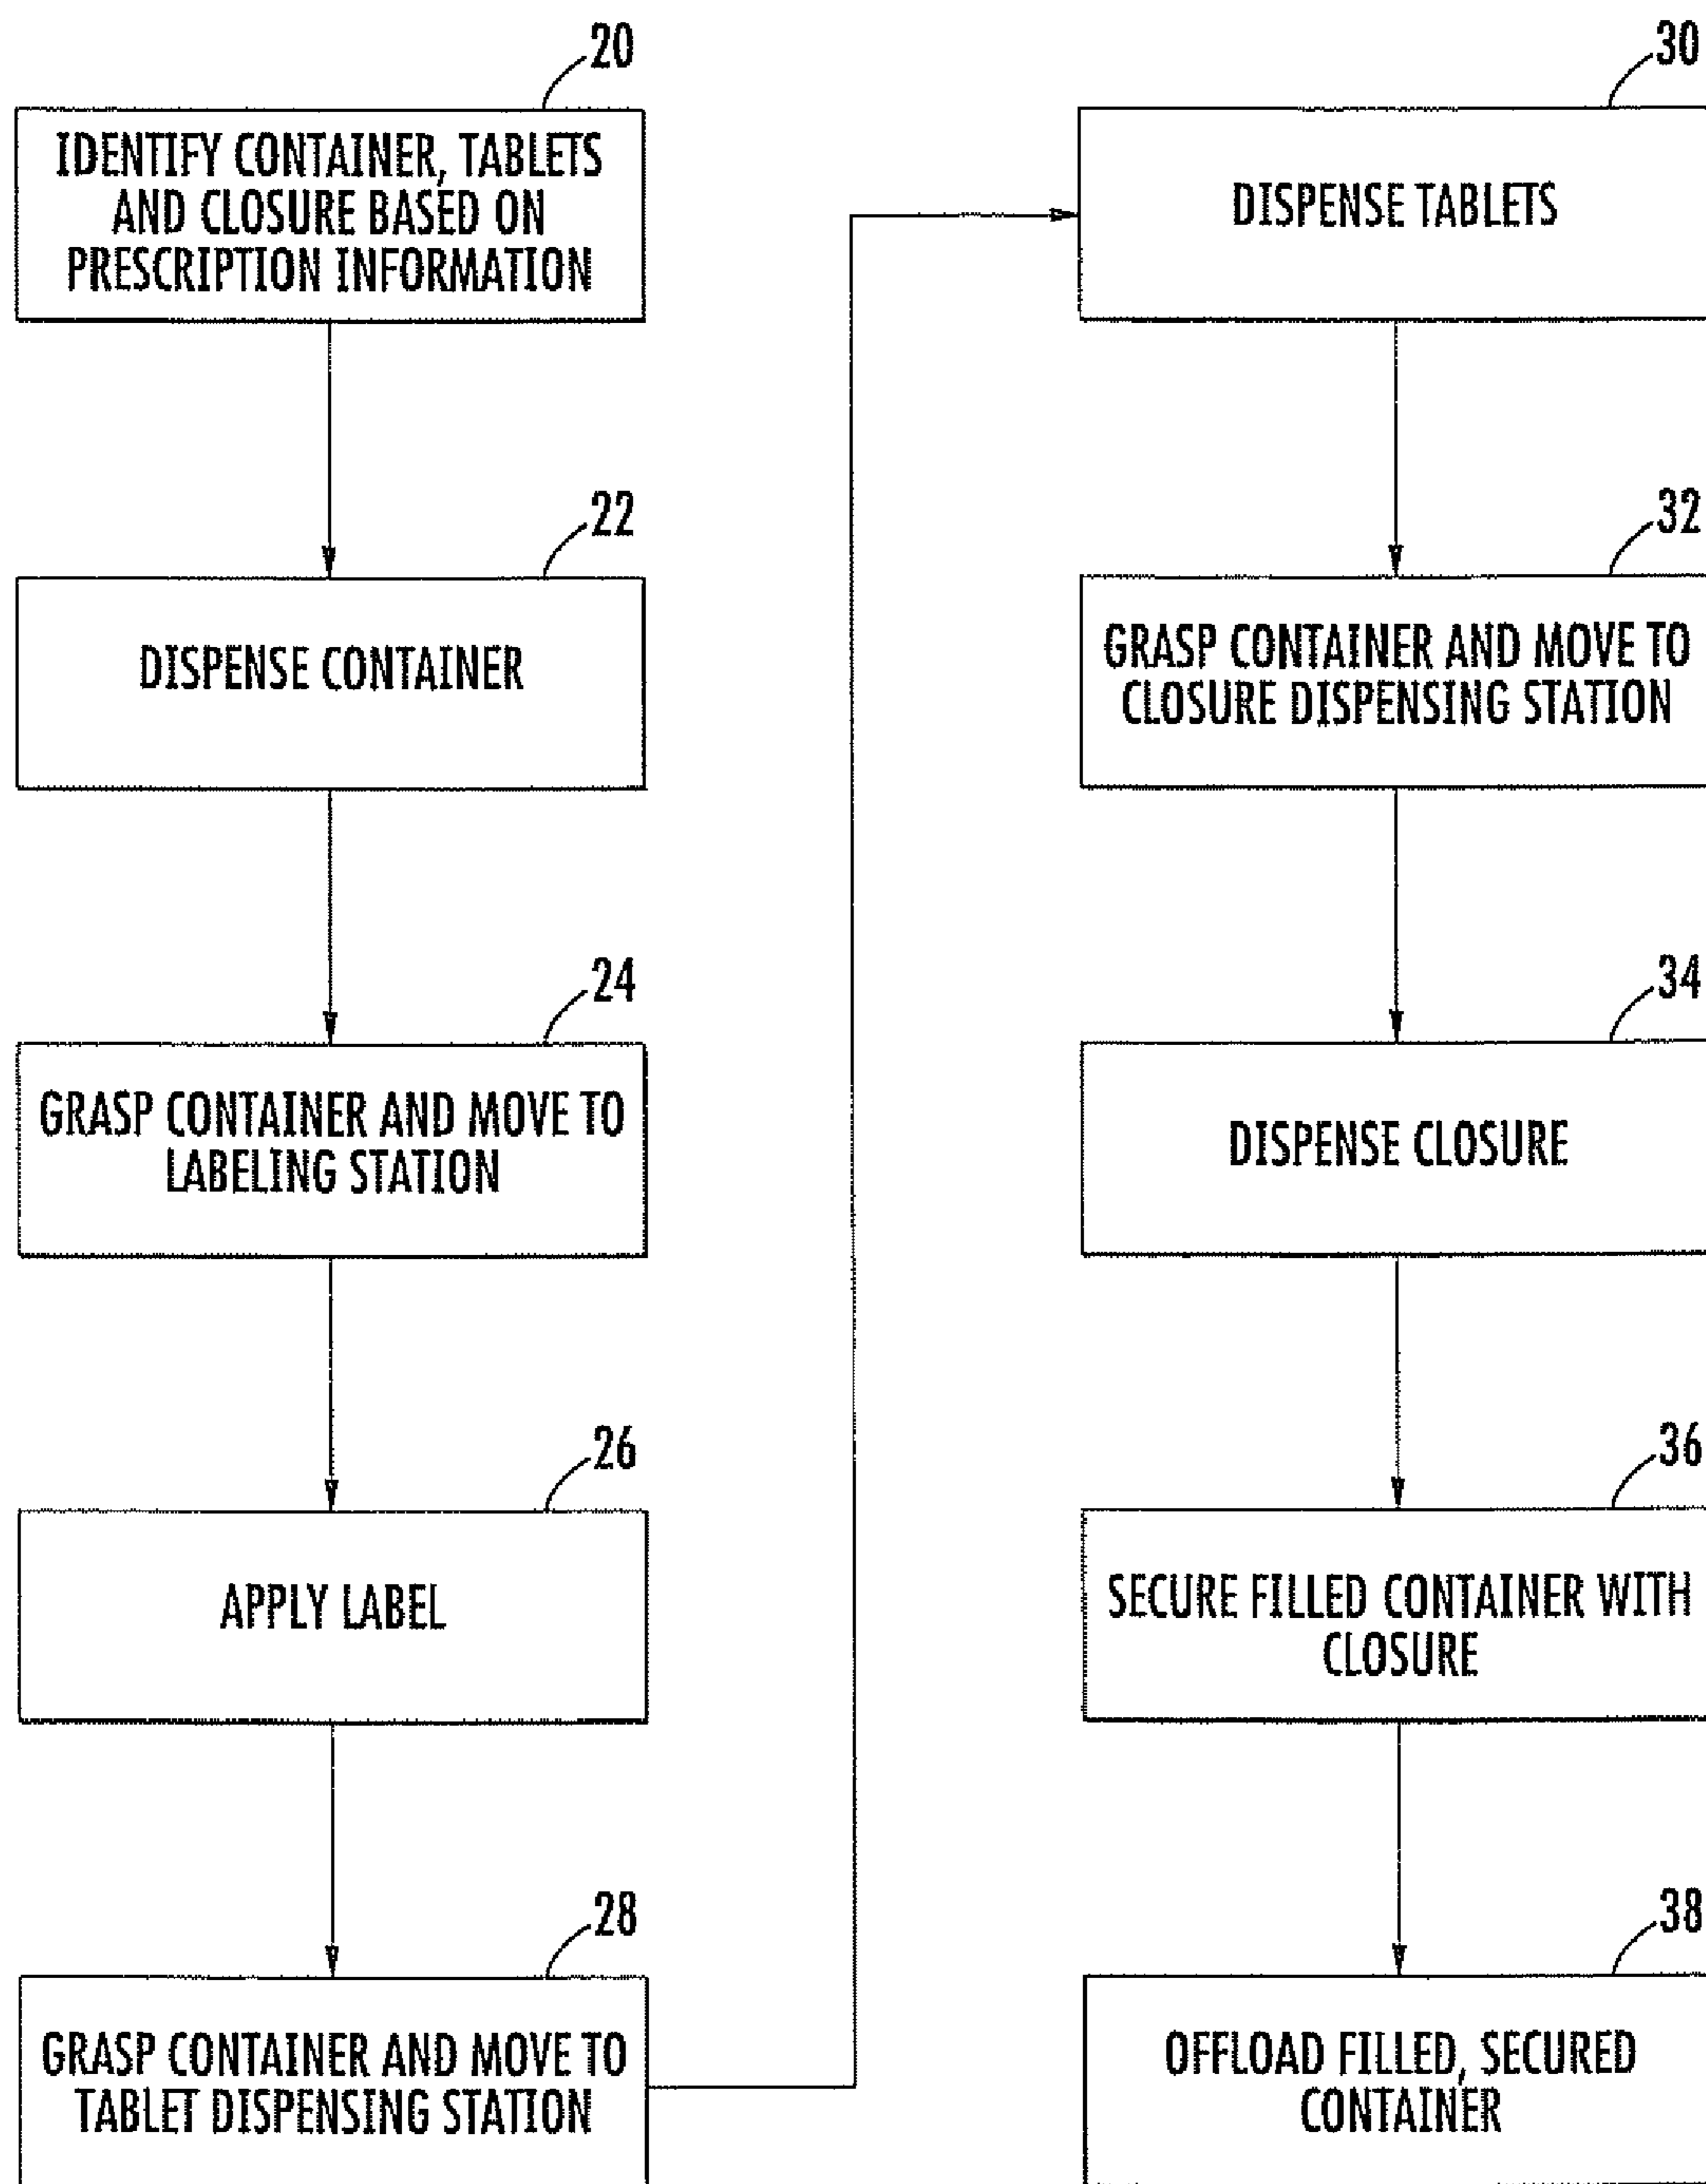 20
IDENTIFY CONTAINER, TABLETS
AND CLOSURE BASED ON
PRESCRIPTION INFORMATION
22
DISPENSE CONTAINER
24
GRASP CONTAINER AND MOVE TO
LABELING STATION
26
APPLY LABEL
28
GRASP CONTAINER AND MOVE TO
TABLET DISPENSING STATION
30
DISPENSE TABLETS
32
GRASP CONTAINER AND MOVE TO
CLOSURE DISPENSING STATION
34
DISPENSE CLOSURE
36
SECURE FILLED CONTAINER WITH
CLOSURE
38
OFFLOAD FILLED, SECURED
CONTAINER